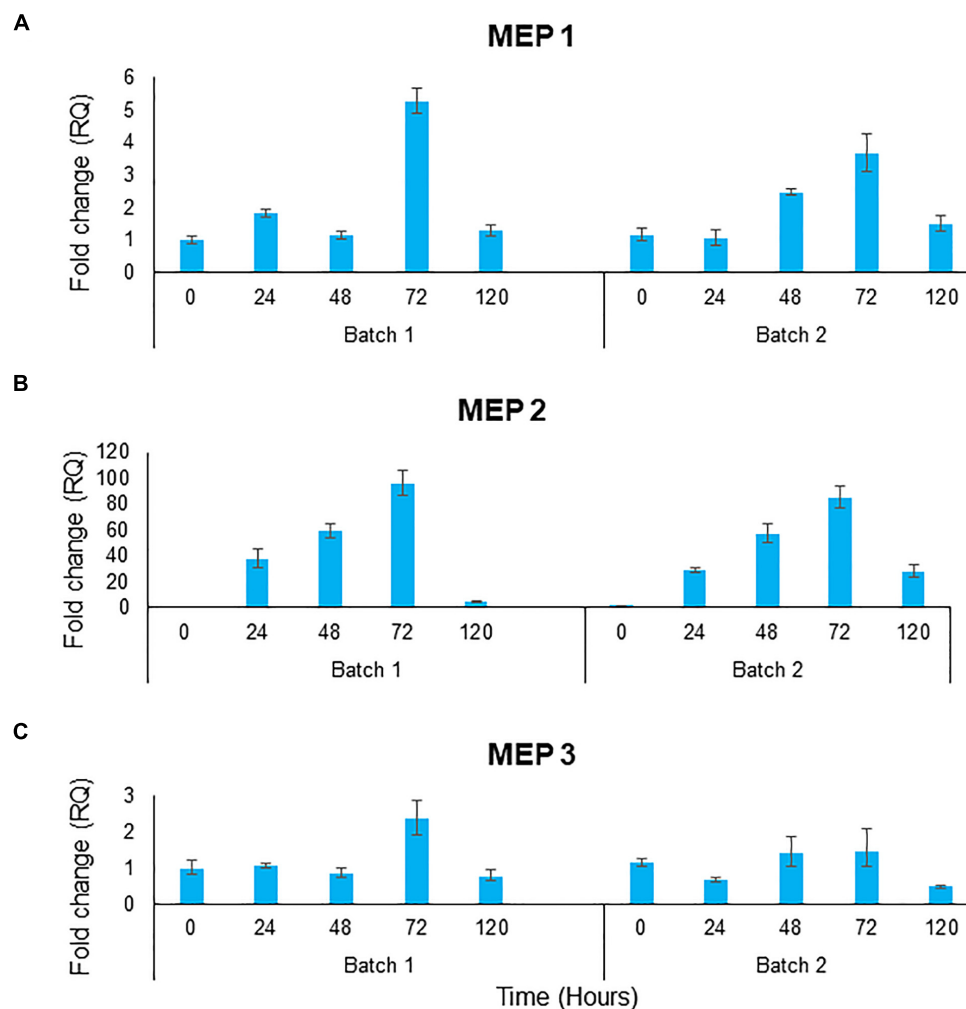 A
MEP 1
Fold change (RQ)
6
5
4
3
2
1
0
0 24 48 72 120 0 24 48 72 120
Batch 1 Batch 2
B
MEP 2
Fold change (RQ)
120
100
80
60
40
20
0
0 24 48 72 120 0 24 48 72 120
Batch 1 Batch 2
C
MEP 3
Fold change (RQ)
3
2
1
0
0 24 48 72 120 0 24 48 72 120
Batch 1 Batch 2
Time (Hours)